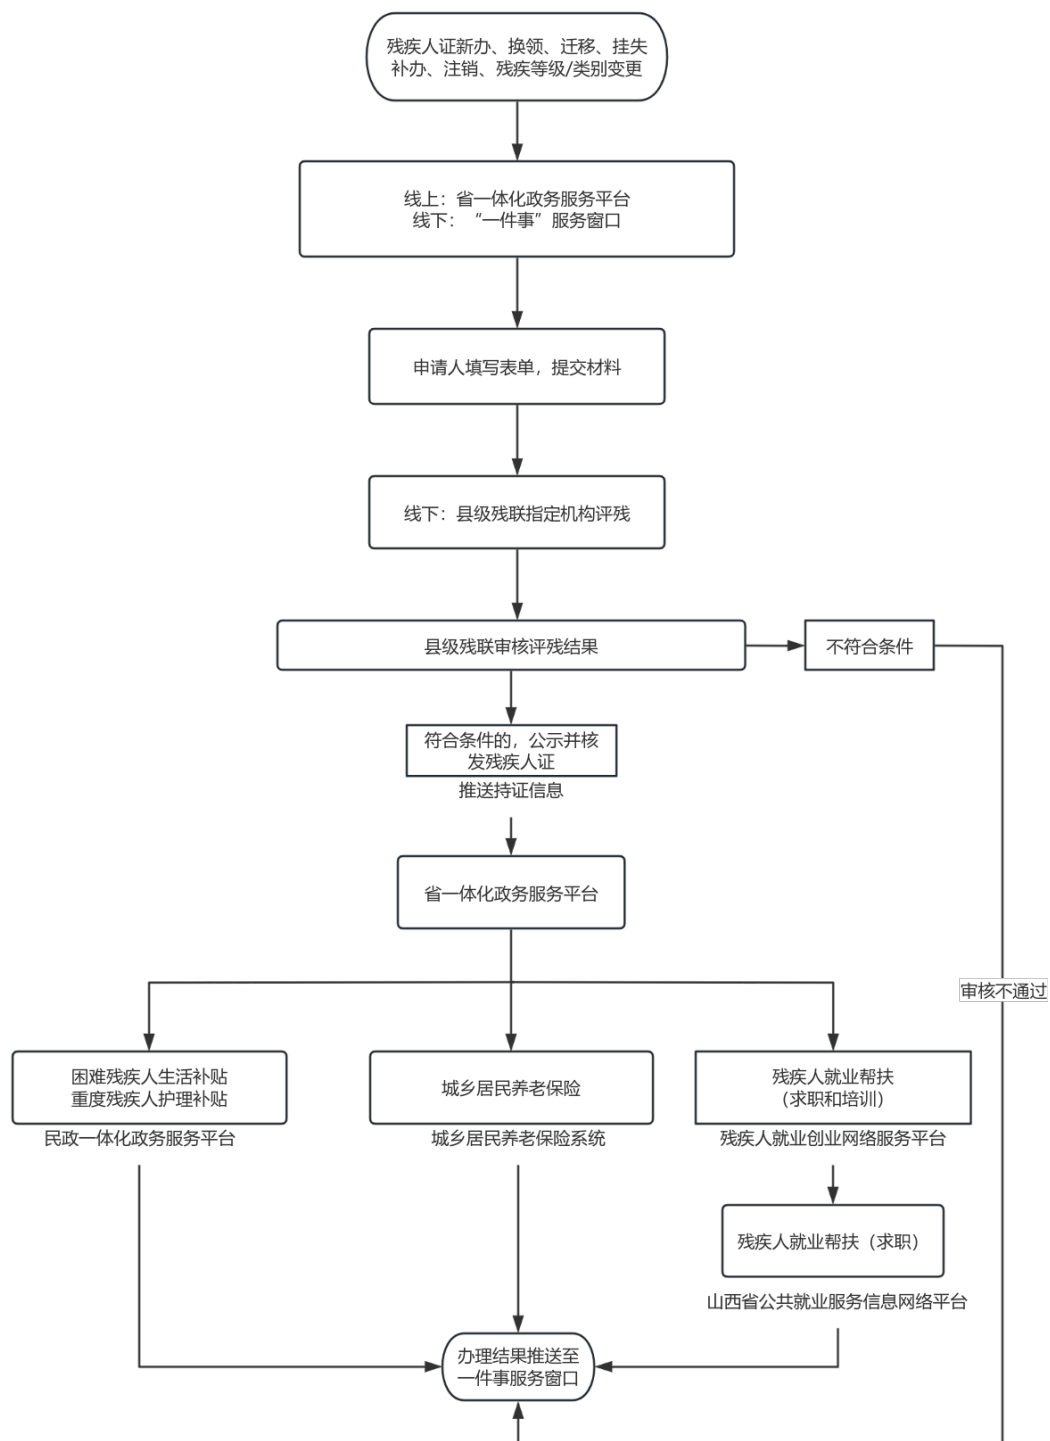 残疾人证新办、换领、迁移、挂失
补办、注销、残疾等级/类别变更
线上：省一体化政务服务平台
线下：“一件事”服务窗口
申请人填写表单，提交材料
线下：县级残联指定机构评残
县级残联审核评残结果
不符合条件
符合条件的，公示并核
发残疾人证
推送持证信息
省一体化政务服务平台
审核不通过
困难残疾人生活补贴
重度残疾人护理补贴
民政一体化政务服务平台
城乡居民养老保险
城乡居民养老保险系统
残疾人就业帮扶
（求职和培训）
残疾人就业创业网络服务平台
残疾人就业帮扶（求职）
山西省公共就业服务信息网络平台
办理结果推送至
一件事服务窗口